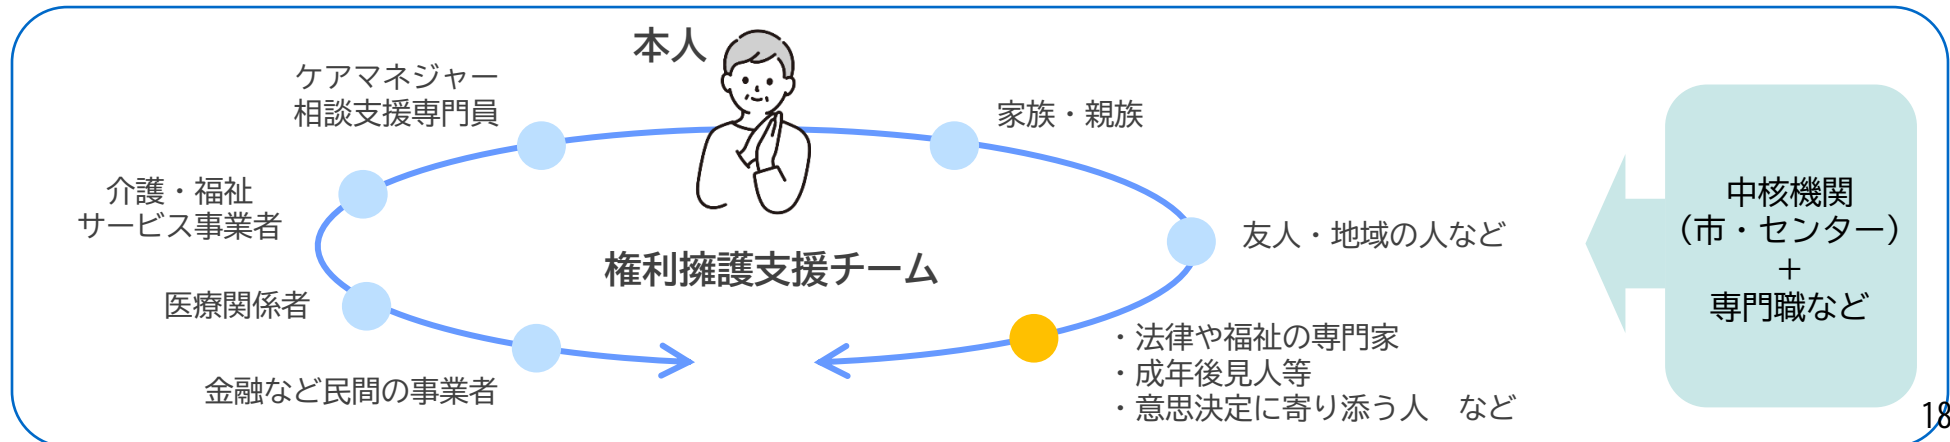 本人
ケアマネジャー
相談支援専門員
家族・親族
介護・福祉
サービス事業者
友人・地域の人など
権利擁護支援チーム
医療関係者
金融など民間の事業者
・法律や福祉の専門家
・成年後見人等
・意思決定に寄り添う人　など
中核機関
（市・センター）
＋
専門職など
18